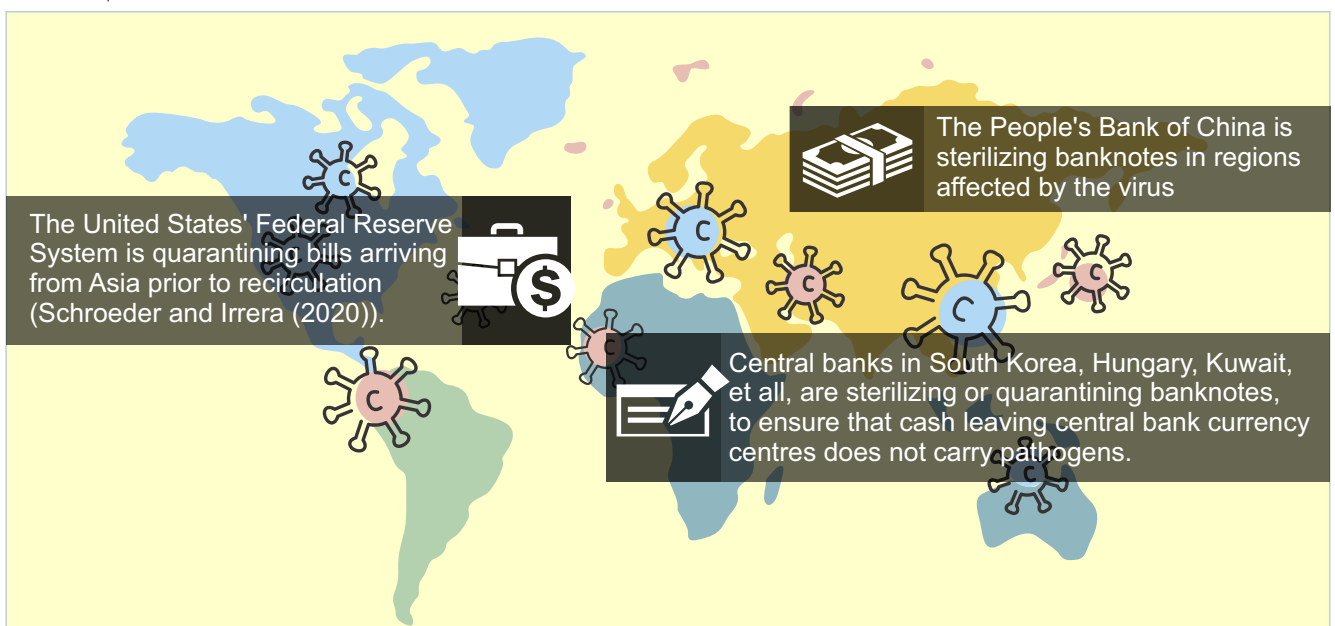 The People's Bank of China is
sterilizing banknotes in regions
affected by the virus
The United States' Federal Reserve
System is quarantining bills arriving
from Asia prior to recirculation
(Schroeder and Irrera (2020)).
$
Central banks in South Korea, Hungary, Kuwait,
et all, are sterilizing or quarantining banknotes,
to ensure that cash leaving central bank currency
centres does not carry pathogens.
C
C
C
C
C
C
C
C
C